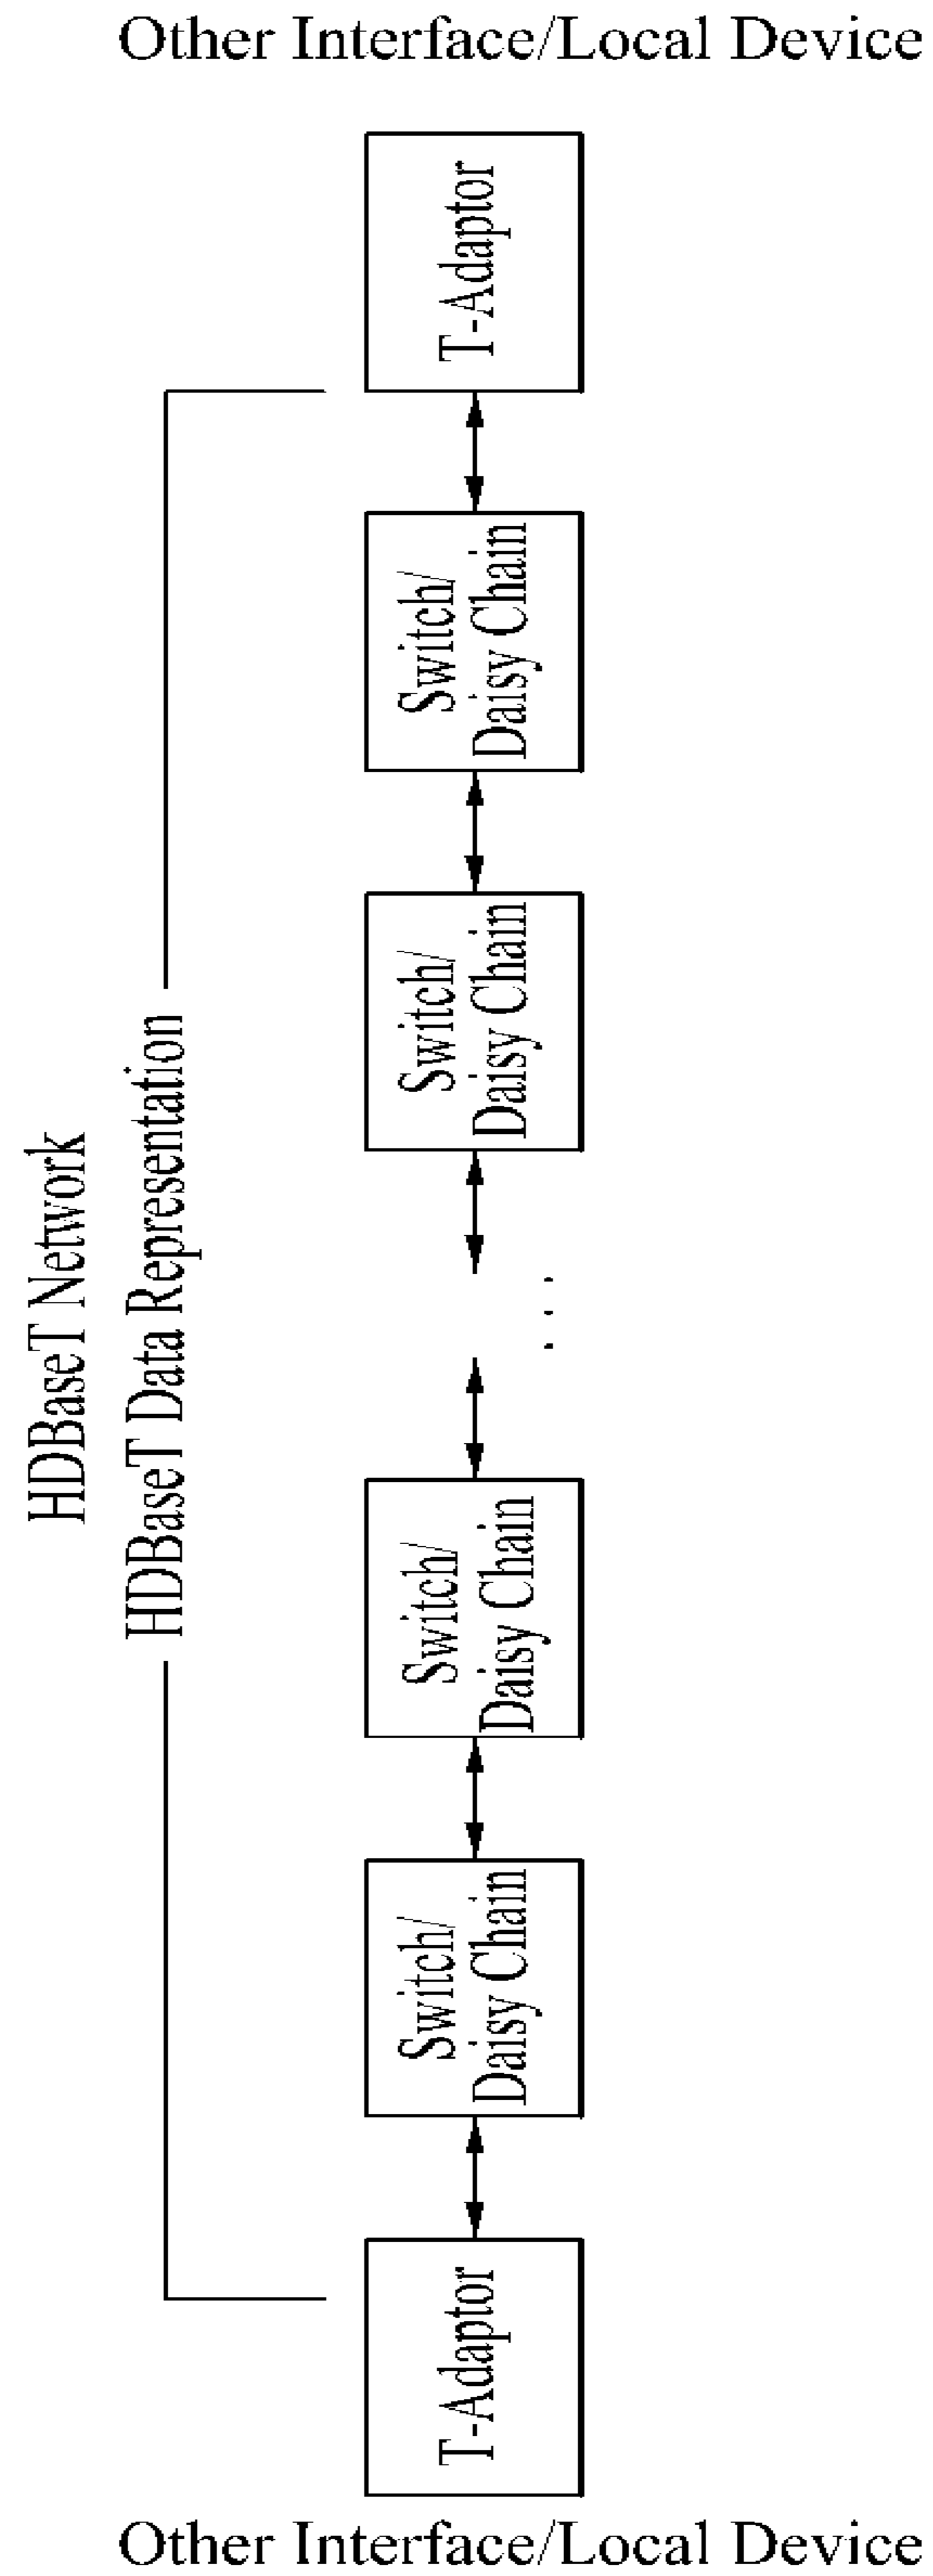 Other Interface/Local Device
HDBaseT Network
HDBaseT Data Representation
T-Adaptor
Switch/
Daisy Chain
Switch/
Daisy Chain
. . .
Switch/
Daisy Chain
Switch/
Daisy Chain
T-Adaptor
Other Interface/Local Device